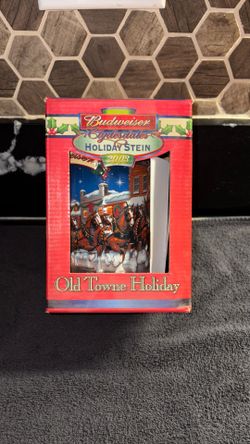 Budweiser
Clydesdales
HOLIDAY STEIN
2003
Old Towne Holiday